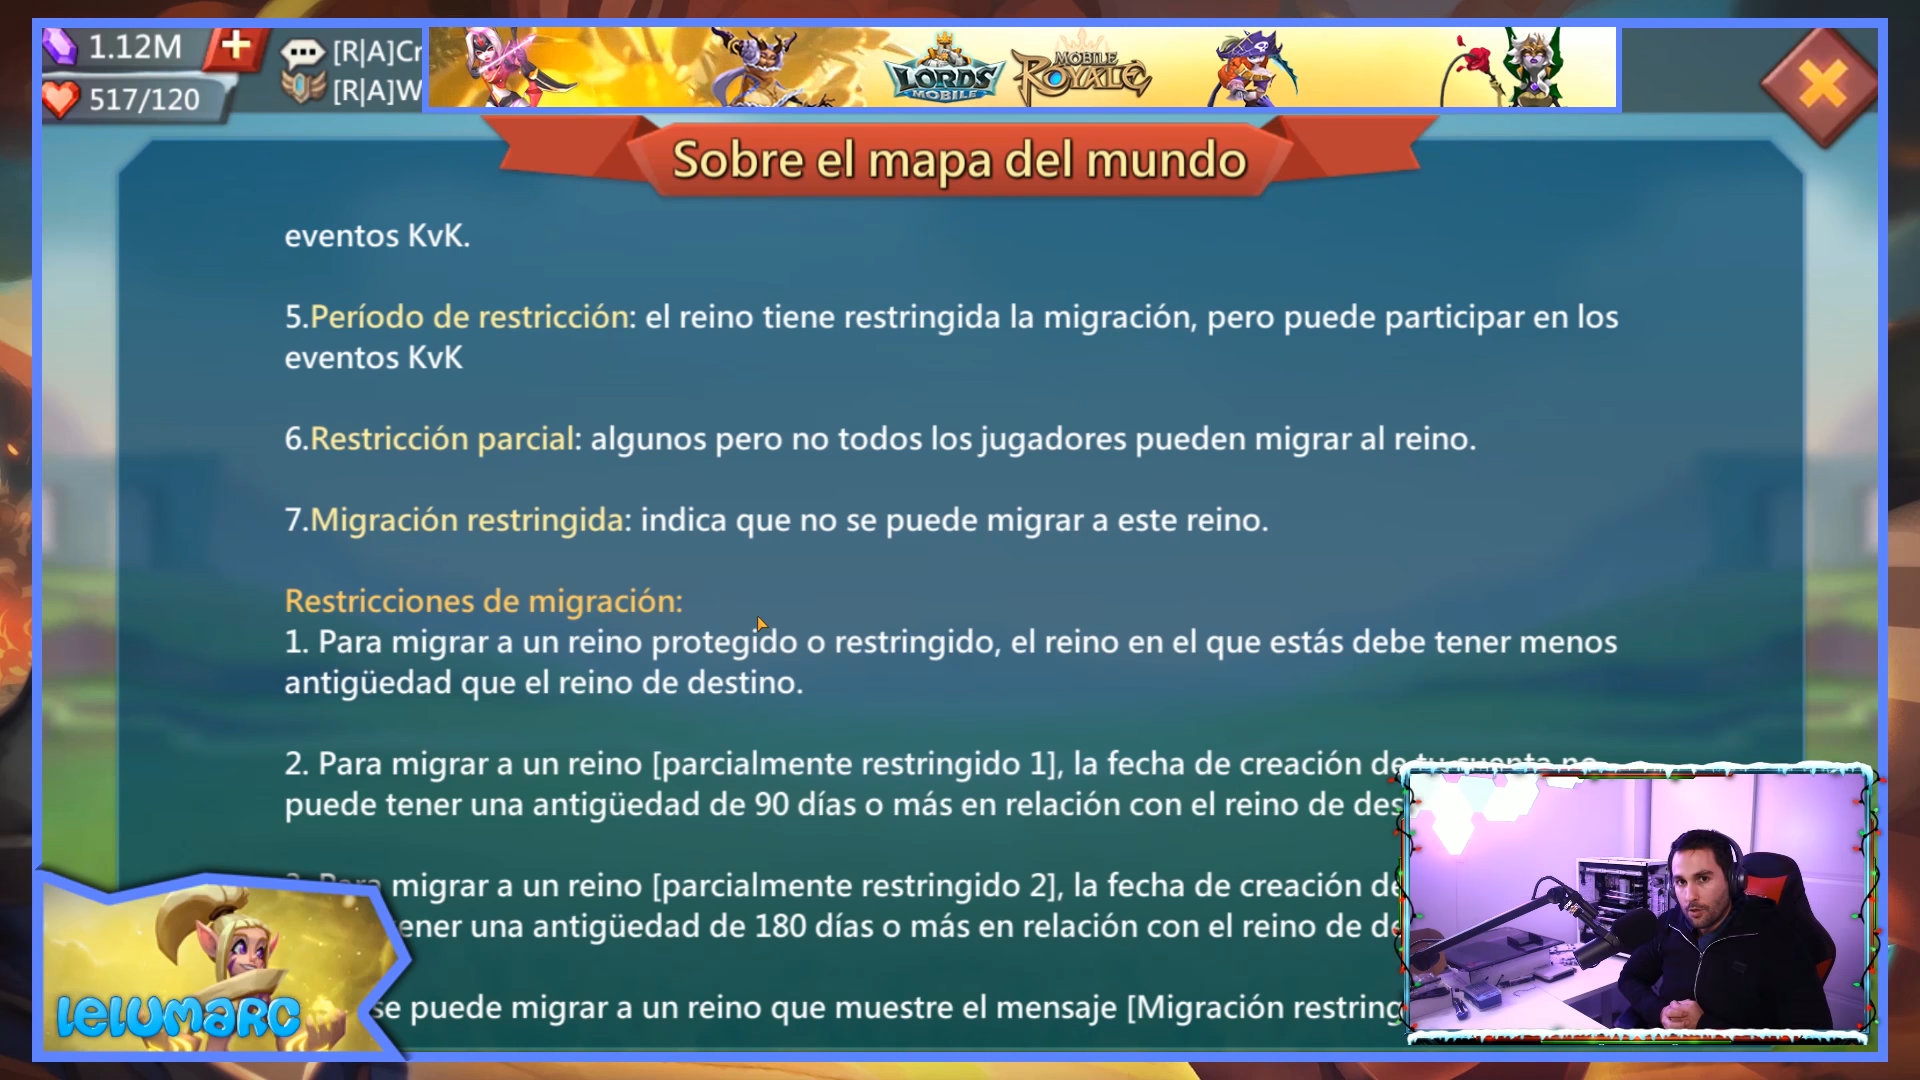 1.12M
517/120
[R|A]Cr
[R|A]W
LORDS
MOBILE
MOBILE
ROYALE
Sobre el mapa del mundo
eventos KvK.
5.Período de restricción: el reino tiene restringida la migración, pero puede participar en los
eventos KvK
6.Restricción parcial: algunos pero no todos los jugadores pueden migrar al reino.
7.Migración restringida: indica que no se puede migrar a este reino.
Restricciones de migración:
1. Para migrar a un reino protegido o restringido, el reino en el que estás debe tener menos
antigüedad que el reino de destino.
2. Para migrar a un reino [parcialmente restringido 1], la fecha de creación de tu cuenta no
puede tener una antigüedad de 90 días o más en relación con el reino de des
3. Para migrar a un reino [parcialmente restringido 2], la fecha de creación de
ener una antigüedad de 180 días o más en relación con el reino de de
se puede migrar a un reino que muestre el mensaje [Migración restring
LELUMARC